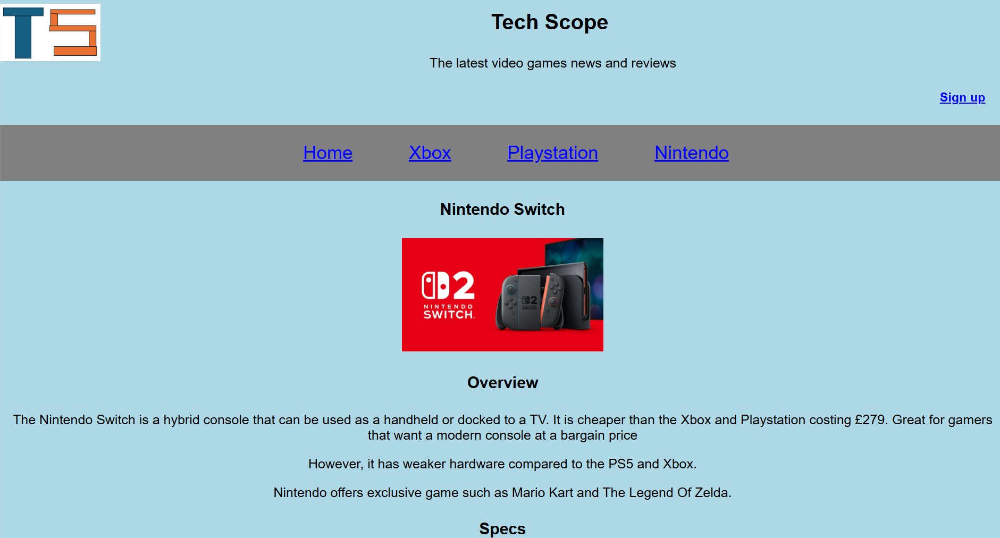 TS
Tech Scope
The latest video games news and reviews
Sign up
Home Xbox Playstation Nintendo
Nintendo Switch
2
NINTENDO
SWITCH
2
NINTENDO
SWITCH
Overview
The Nintendo Switch is a hybrid console that can be used as a handheld or docked to a TV. It is cheaper than the Xbox and Playstation costing £279. Great for gamers
that want a modern console at a bargain price
However, it has weaker hardware compared to the PS5 and Xbox.
Nintendo offers exclusive game such as Mario Kart and The Legend Of Zelda.
Specs